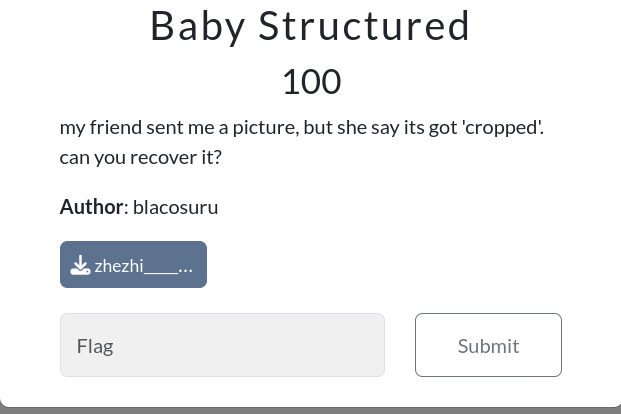 Baby Structured
100
my friend sent me a picture, but she say its got 'cropped'.
can you recover it?
Author: blacosuru
zhezhi____...
Flag
Submit